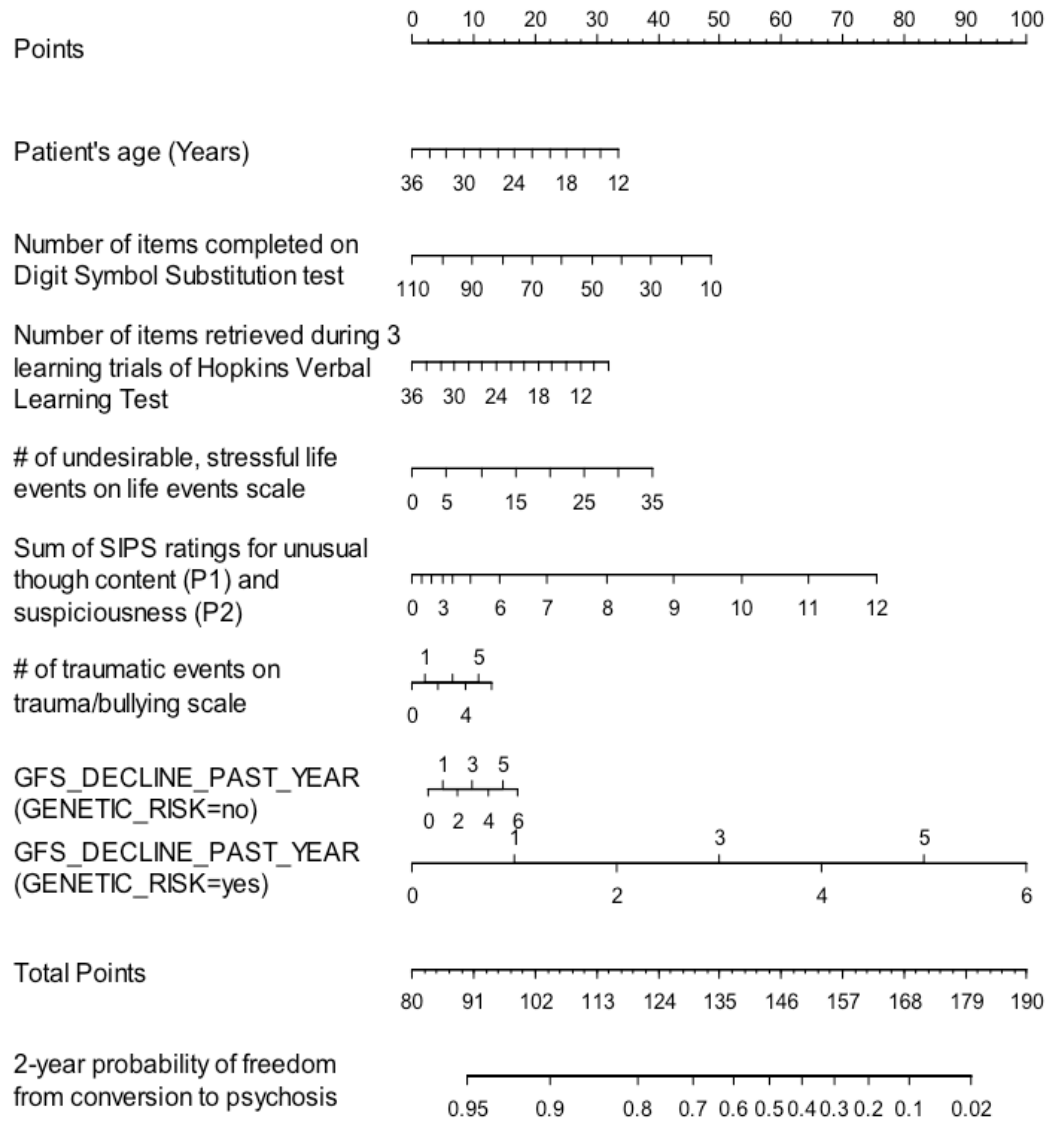 0 10 20 30 40 50 60 70 80 90 100
Points
Patient's age (Years)
36 30 24 18 12
Number of items completed on
Digit Symbol Substitution test
110 90 70 50 30 10
Number of items retrieved during 3
learning trials of Hopkins Verbal
Learning Test
36 30 24 18 12
# of undesirable, stressful life
events on life events scale
0 5 15 25 35
Sum of SIPS ratings for unusual
though content (P1) and
suspiciousness (P2)
0 3 6 7 8 9 10 11 12
1 5
# of traumatic events on
trauma/bullying scale
0 4
1 3 5
GFS_DECLINE_PAST_YEAR
(GENETIC_RISK=no)
0 2 4 6
1 3 5
GFS_DECLINE_PAST_YEAR
(GENETIC_RISK=yes)
0 2 4 6
Total Points
80 91 102 113 124 135 146 157 168 179 190
2-year probability of freedom
from conversion to psychosis
0.95 0.9 0.8 0.7 0.6 0.5 0.4 0.3 0.2 0.1 0.02